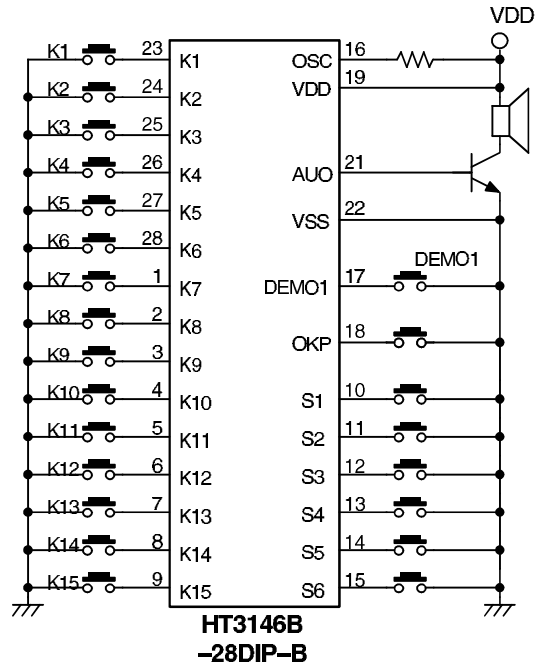 VDD
K1 23 K1 OSC 16
K2 24 K2 VDD 19
K3 25 K3
K4 26 K4 AUO 21
K5 27 K5 VSS 22
K6 28 K6
DEMO1
K7 1 K7 DEMO1 17
K8 2 K8 OKP 18
K9 3 K9
K10 4 K10 S1 10
K11 5 K11 S2 11
K12 6 K12 S3 12
K13 7 K13 S4 13
K14 8 K14 S5 14
K15 9 K15 S6 15
HT3146B
–28DIP–B